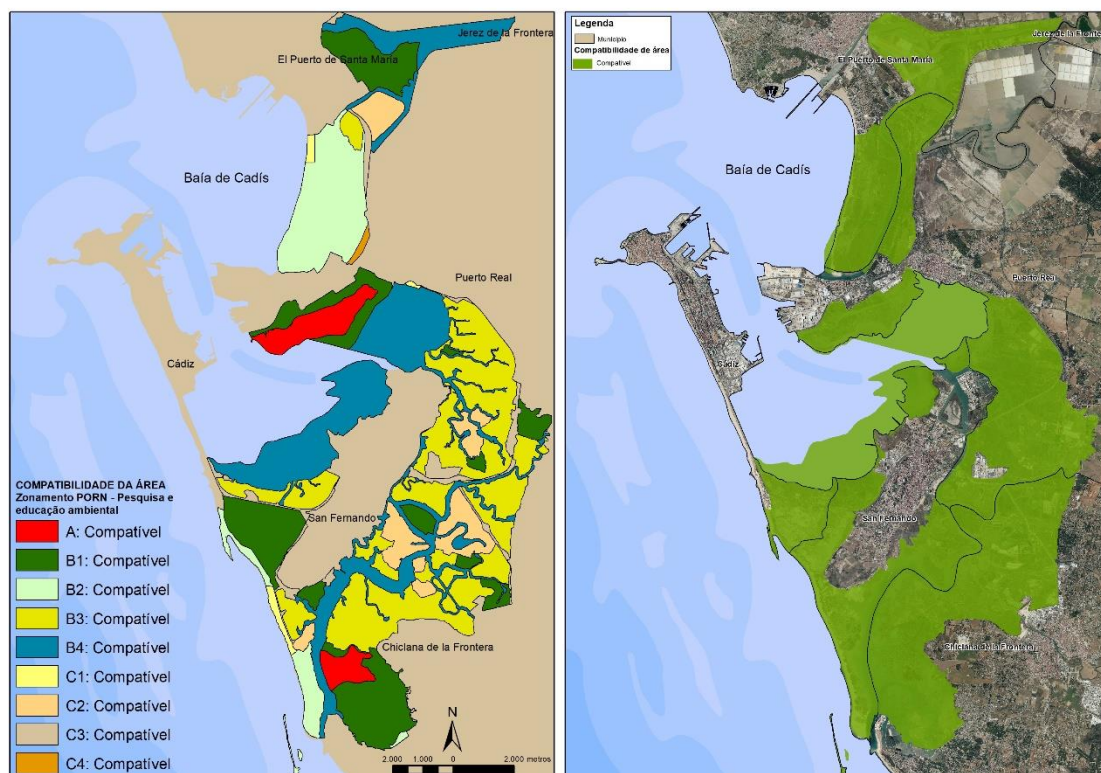 Jerez de la Frontera
El Puerto de Santa María
Baía de Cadís
Puerto Real
Cádiz
San Fernando
Chiclana de la Frontera
COMPATIBILIDADE DA ÁREA
Zonamento PORN - Pesquisa e
educação ambiental
A: Compatível
B1: Compatível
B2: Compatível
B3: Compatível
B4: Compatível
C1: Compatível
C2: Compatível
C3: Compatível
C4: Compatível
N
2.000 1.000 0 2.000 metros
Legenda
Município
Compatibilidade de área
Compatível
Jerez de la Frontera
El Puerto de Santa María
Baía de Cadís
Puerto Real
Cádiz
San Fernando
Chiclana de la Frontera